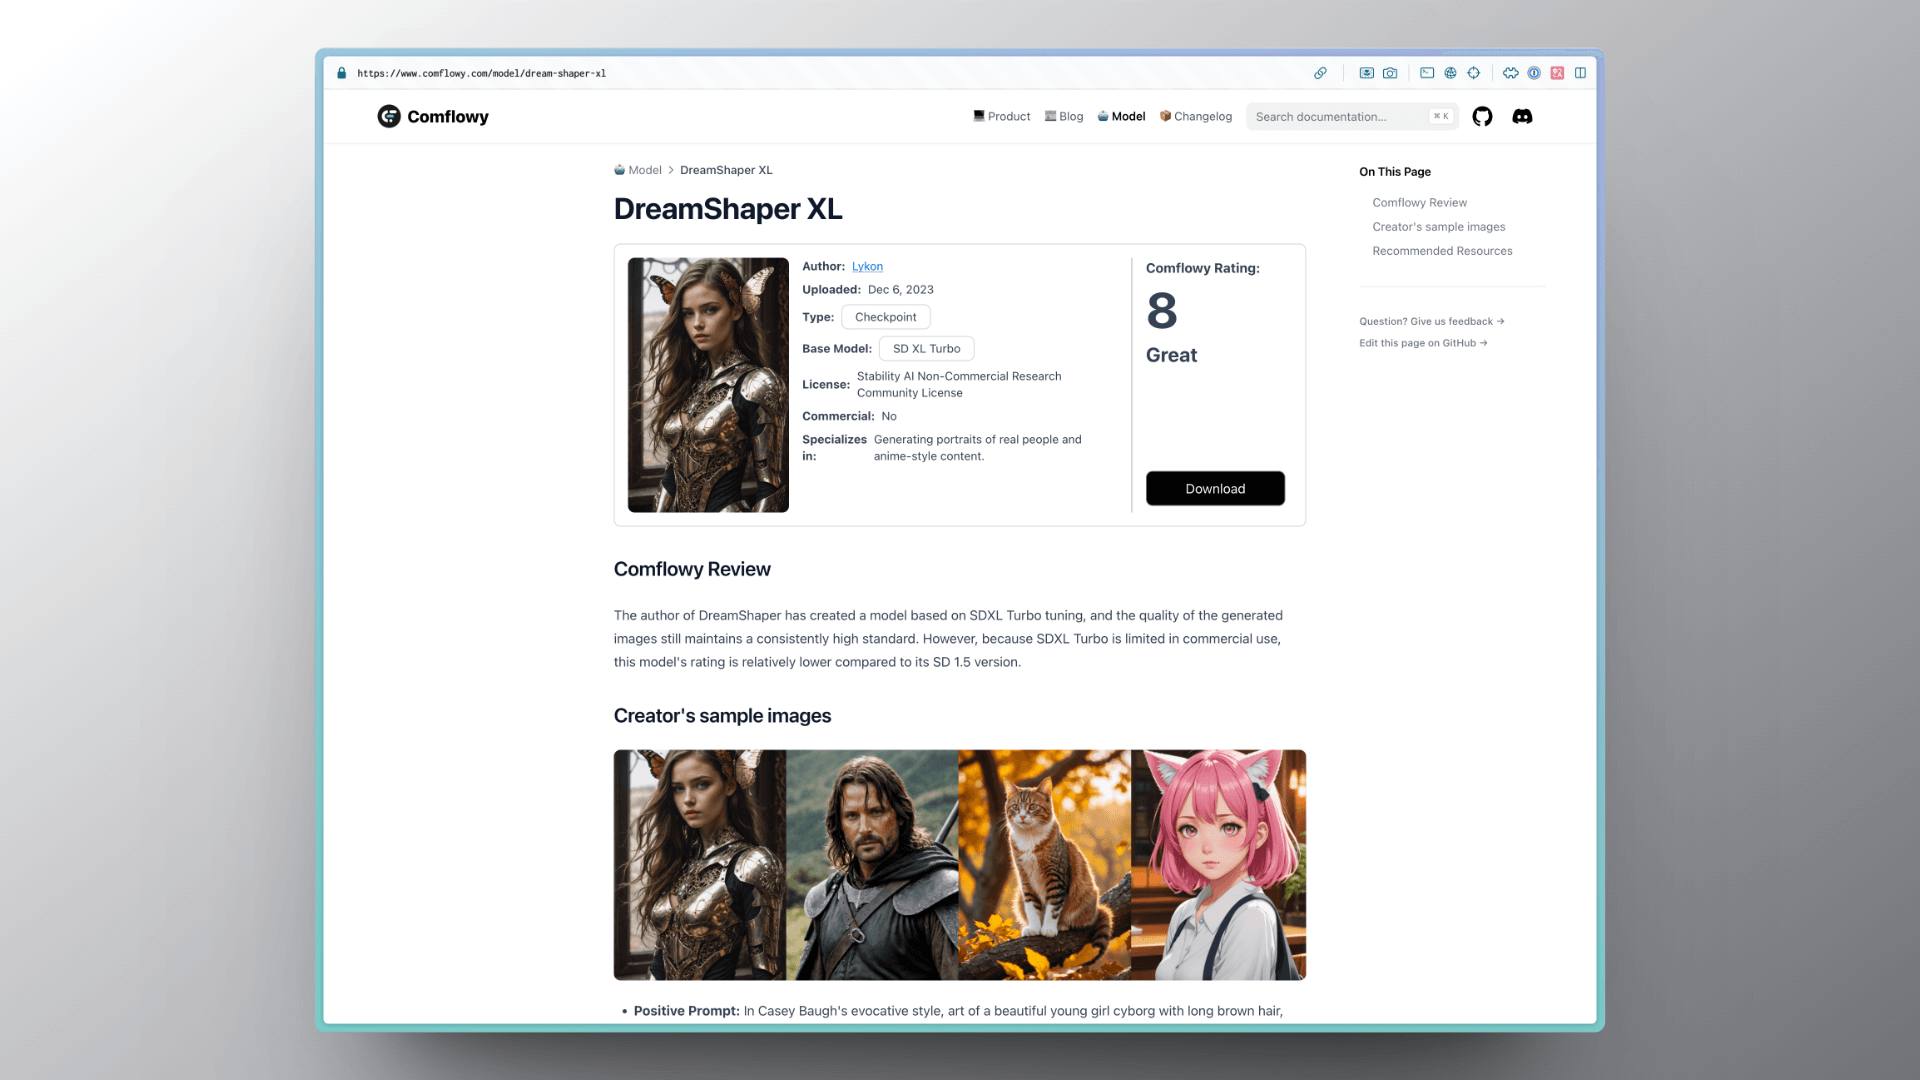 https://www.comflowy.com/model/dream-shaper-xl
Comflowy
Product
Blog
Model
Changelog
Search documentation...
⌘ K
Model > DreamShaper XL
DreamShaper XL
Author: Lykon
Uploaded: Dec 6, 2023
Type: Checkpoint
Base Model: SD XL Turbo
License: Stability AI Non-Commercial Research
Community License
Commercial: No
Specializes in: Generating portraits of real people and
anime-style content.
Comflowy Rating:
8
Great
Download
On This Page
Comflowy Review
Creator's sample images
Recommended Resources
Question? Give us feedback →
Edit this page on GitHub →
Comflowy Review
The author of DreamShaper has created a model based on SDXL Turbo tuning, and the quality of the generated
images still maintains a consistently high standard. However, because SDXL Turbo is limited in commercial use,
this model's rating is relatively lower compared to its SD 1.5 version.
Creator's sample images
• Positive Prompt: In Casey Baugh's evocative style, art of a beautiful young girl cyborg with long brown hair,